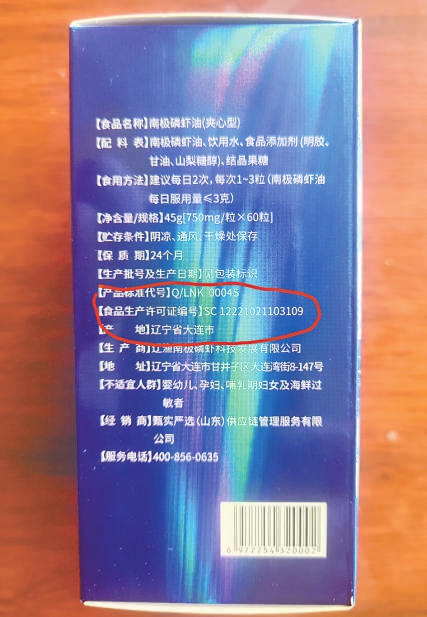 【食品名称】南极磷虾油(夹心型)
【配 料 表】南极磷虾油、饮用水、食品添加剂(明胶、
甘油、山梨糖醇)、结晶果糖
【食用方法】建议每日2次，每次1~3粒（南极磷虾油
每日服用量≤3克）
【净含量/规格】45g[750mg/粒×60粒]
【贮存条件】阴凉、通风、干燥处保存
【保 质 期】24个月
【生产批号及生产日期】见包装标识
【产品标准代号】Q/LNK 0004S
【食品生产许可证编号】SC 12221021103109
【产 地】辽宁省大连市
【生 产 商】辽渔南极磷虾科技发展有限公司
【地 址】辽宁省大连市甘井子区大连湾街8-147号
【不适宜人群】婴幼儿、孕妇、哺乳期妇女及海鲜过
敏者
【经 销 商】甄实严选（山东）供应链管理服务有限
公司
【服务电话】400-856-0635
6 977754 320002